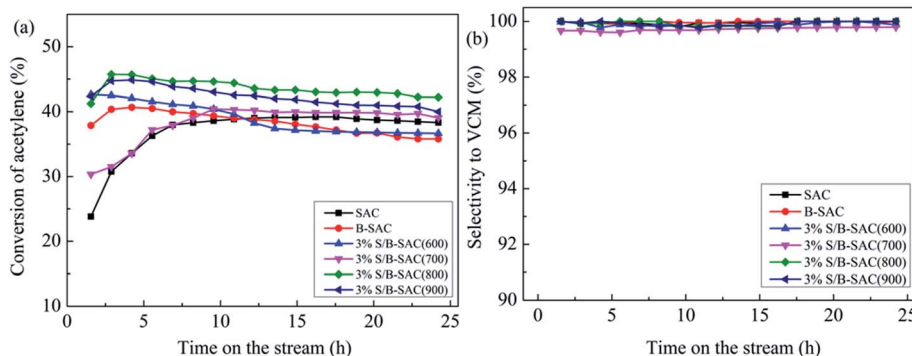 (a)
Conversion of acetylene (%)
60
50
40
30
20
10
SAC
B-SAC
3% S/B-SAC(600)
3% S/B-SAC(700)
3% S/B-SAC(800)
3% S/B-SAC(900)
0 5 10 15 20 25
Time on the stream (h)
(b)
Selectivity to VCM (%)
100
98
96
94
92
90
SAC
B-SAC
3% S/B-SAC(600)
3% S/B-SAC(700)
3% S/B-SAC(800)
3% S/B-SAC(900)
0 5 10 15 20 25
Time on the stream (h)